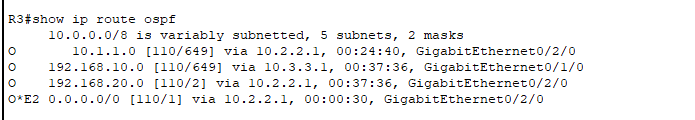 R3#show ip route ospf
10.0.0.0/8 is variably subnetted, 5 subnets, 2 masks
O 10.1.1.0 [110/649] via 10.2.2.1, 00:24:40, GigabitEthernet0/2/0
O 192.168.10.0 [110/649] via 10.3.3.1, 00:37:36, GigabitEthernet0/1/0
O 192.168.20.0 [110/2] via 10.2.2.1, 00:37:36, GigabitEthernet0/2/0
O*E2 0.0.0.0/0 [110/1] via 10.2.2.1, 00:00:30, GigabitEthernet0/2/0